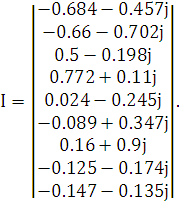 -0.684 - 0.457j
-0.66 - 0.702j
0.5 - 0.198j
0.772 + 0.11j
I = 0.024 - 0.245j .
-0.089 + 0.347j
0.16 + 0.9j
-0.125 - 0.174j
-0.147 - 0.135j